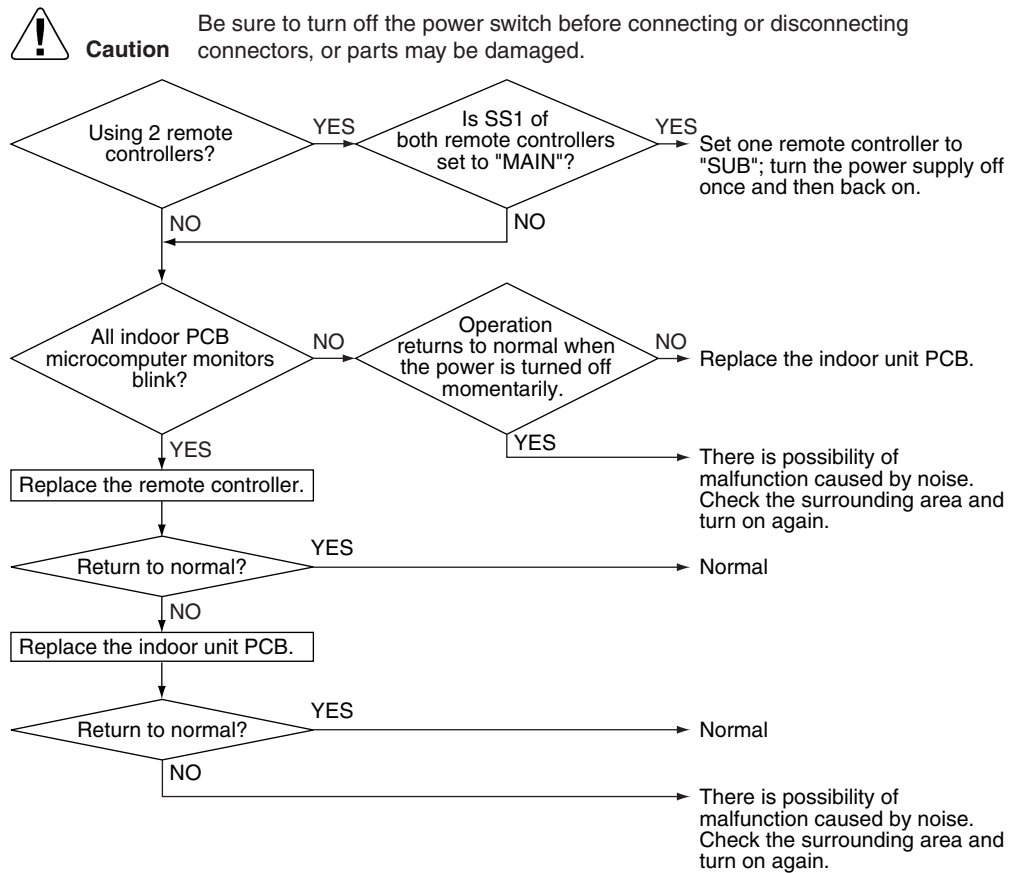 Caution
Be sure to turn off the power switch before connecting or disconnecting
connectors, or parts may be damaged.
Using 2 remote
controllers?
YES
Is SS1 of
both remote controllers
set to "MAIN"?
YES
Set one remote controller to
"SUB"; turn the power supply off
once and then back on.
NO
NO
All indoor PCB
microcomputer monitors
blink?
NO
Operation
returns to normal when
the power is turned off
momentarily.
NO
Replace the indoor unit PCB.
YES
YES
There is possibility of
malfunction caused by noise.
Check the surrounding area and
turn on again.
Replace the remote controller.
Return to normal?
YES
Normal
NO
Replace the indoor unit PCB.
Return to normal?
YES
Normal
NO
There is possibility of
malfunction caused by noise.
Check the surrounding area and
turn on again.